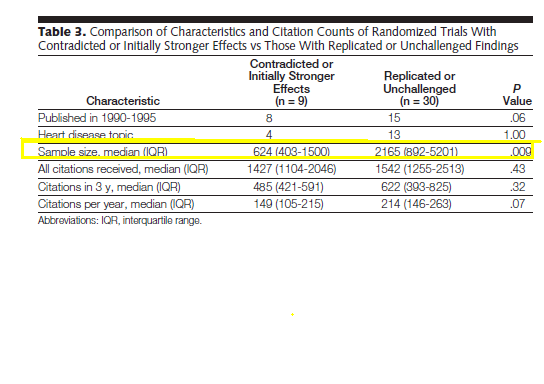 Table 3. Comparison of Characteristics and Citation Counts of Randomized Trials With
Contradicted or Initially Stronger Effects vs Those With Replicated or Unchallenged Findings
Characteristic Contradicted or Initially Stronger Effects (n = 9) Replicated or Unchallenged (n = 30) P Value
Published in 1990-1995 8 15 .06
Heart disease topic 4 13 1.00
Sample size, median (IQR) 624 (403-1500) 2165 (892-5201) .009
All citations received, median (IQR) 1427 (1104-2046) 1542 (1255-2513) .43
Citations in 3 y, median (IQR) 485 (421-591) 622 (393-825) .32
Citations per year, median (IQR) 149 (105-215) 214 (146-263) .07
Abbreviations: IQR, interquartile range.